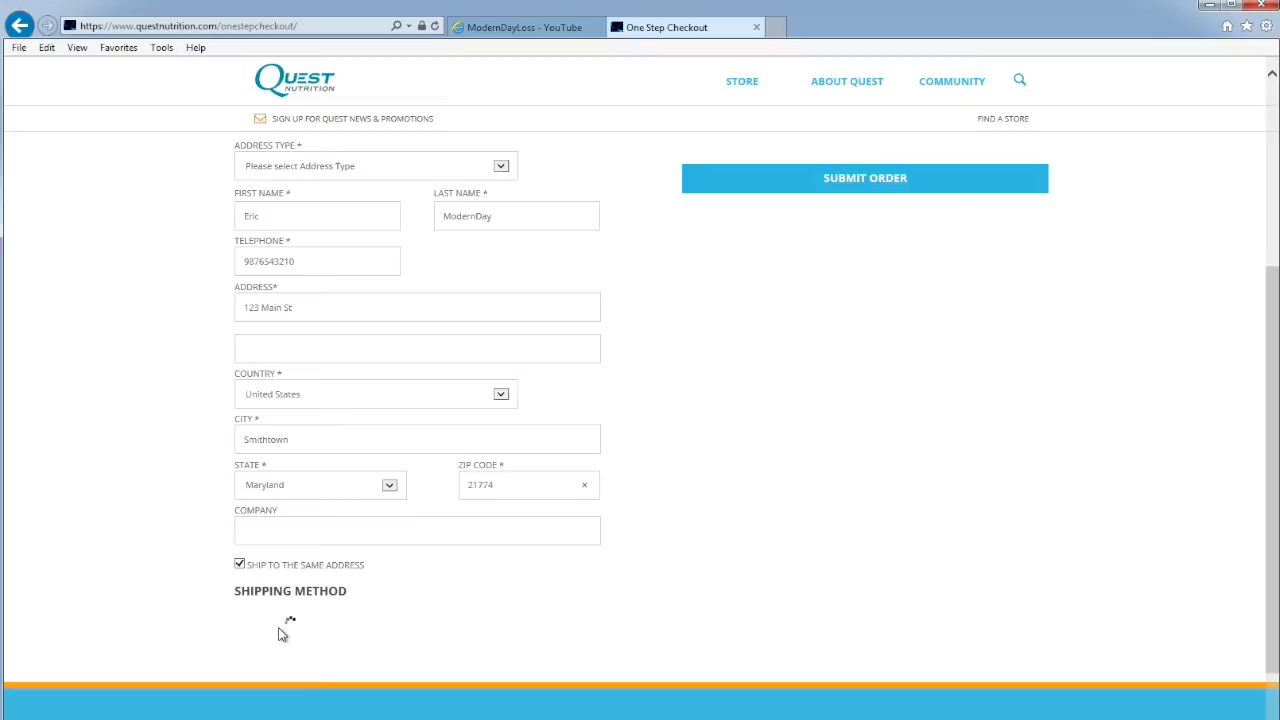 https://www.questnutrition.com/onestepcheckout/
ModernDayLoss - YouTube
One Step Checkout
File Edit View Favorites Tools Help
QUEST NUTRITION
STORE ABOUT QUEST COMMUNITY
SIGN UP FOR QUEST NEWS & PROMOTIONS
FIND A STORE
ADDRESS TYPE *
Please select Address Type
SUBMIT ORDER
FIRST NAME * LAST NAME *
Eric ModernDay
TELEPHONE *
9876543210
ADDRESS*
123 Main St
COUNTRY *
United States
CITY *
Smithtown
STATE * ZIP CODE *
Maryland 21774
COMPANY
SHIP TO THE SAME ADDRESS
SHIPPING METHOD